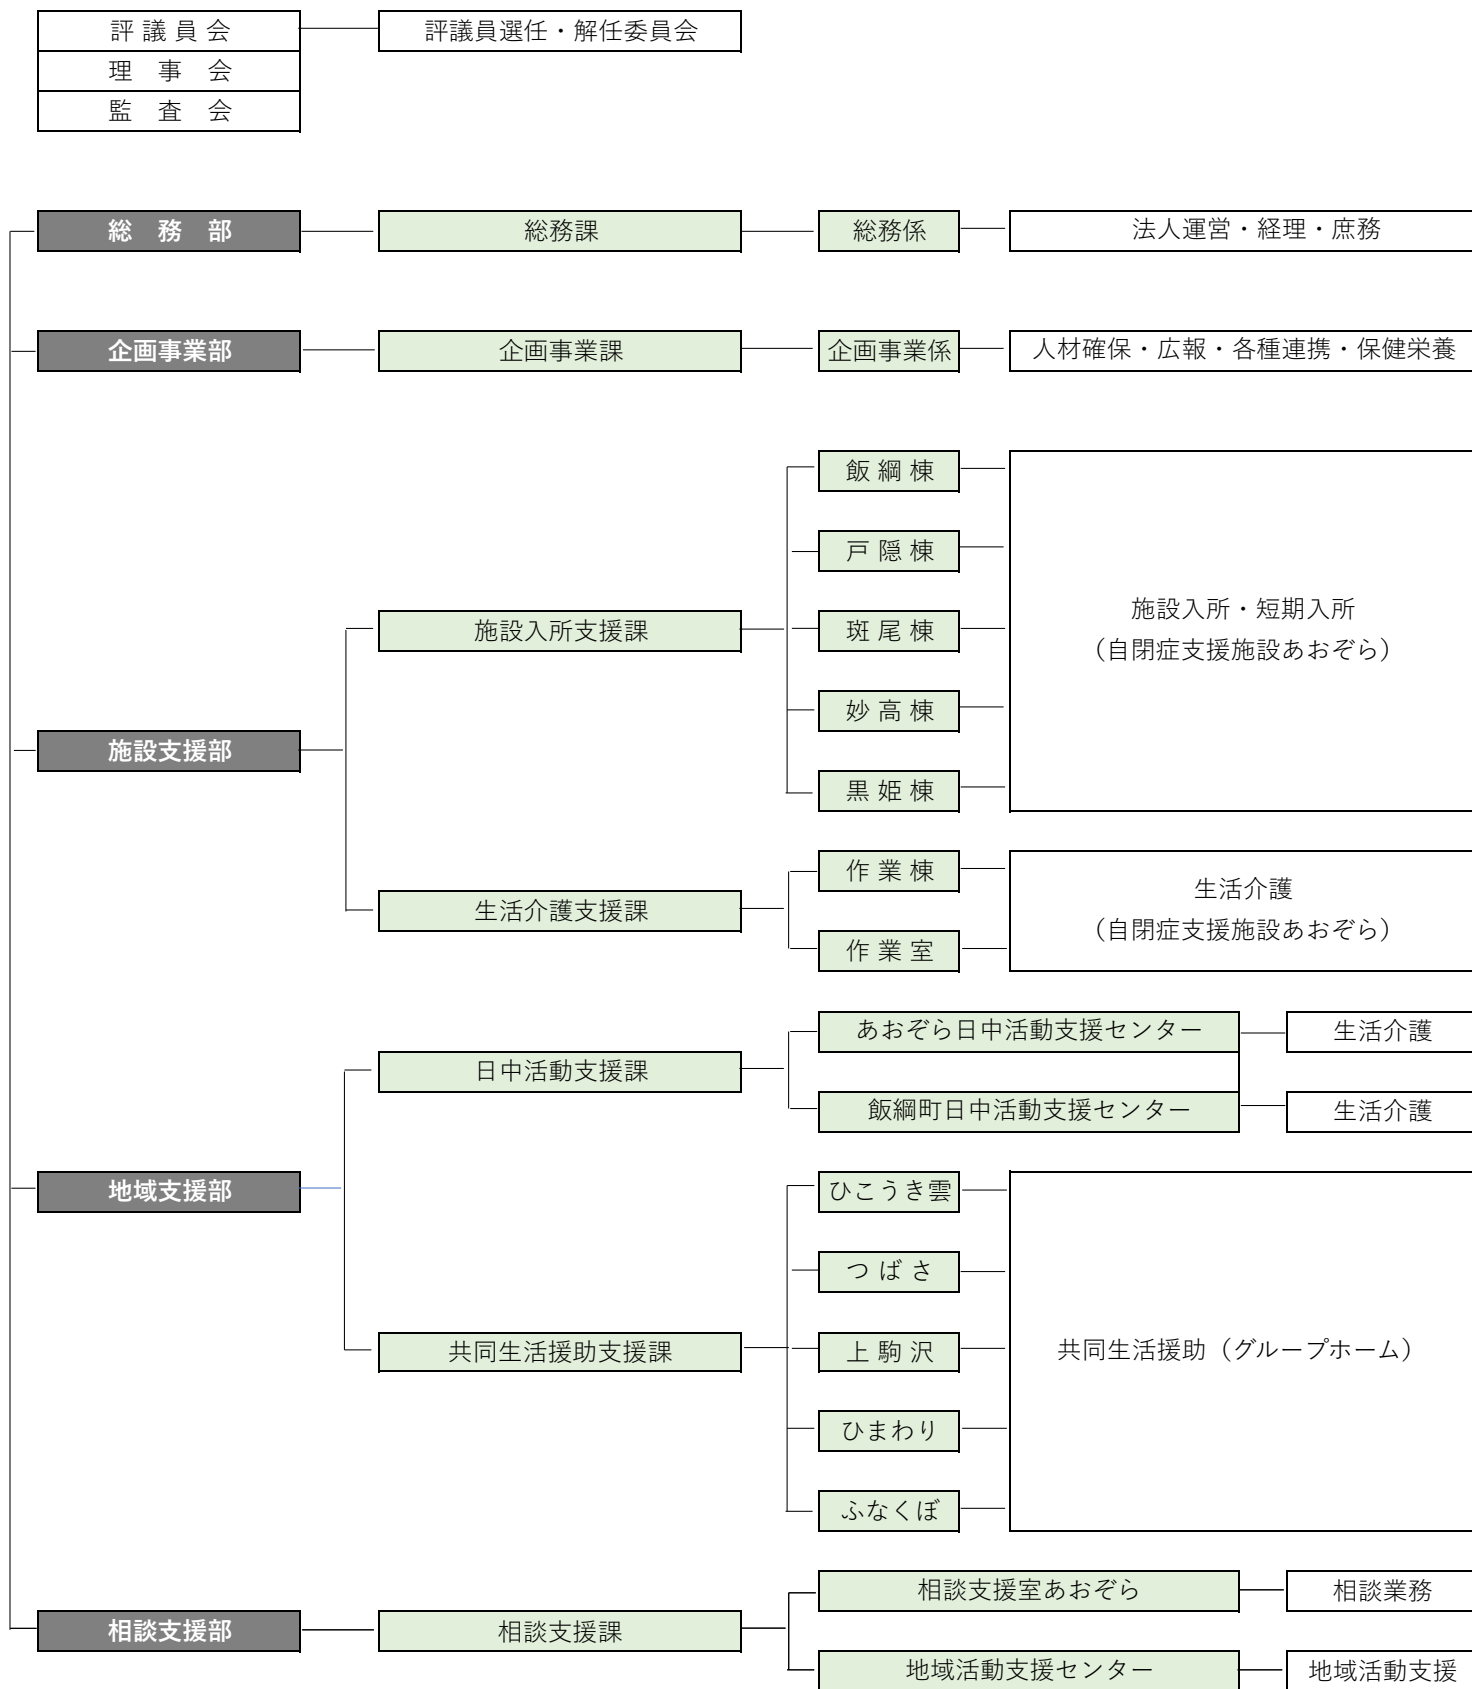 評議員会
評議員選任・解任委員会
理　事　会
監　査　会
総　務　部
総務課
総務係
法人運営・経理・庶務
企画事業部
企画事業課
企画事業係
人材確保・広報・各種連携・保健栄養
飯綱棟
戸隠棟
施設入所支援課
斑尾棟
施設入所・短期入所
（自閉症支援施設あおぞら）
妙高棟
施設支援部
黒姫棟
作業棟
生活介護支援課
生活介護
（自閉症支援施設あおぞら）
作業室
あおぞら日中活動支援センター
生活介護
日中活動支援課
飯綱町日中活動支援センター
生活介護
地域支援部
ひこうき雲
つばさ
共同生活援助支援課
上駒沢
共同生活援助（グループホーム）
ひまわり
ふなくぼ
相談支援室あおぞら
相談業務
相談支援部
相談支援課
地域活動支援センター
地域活動支援